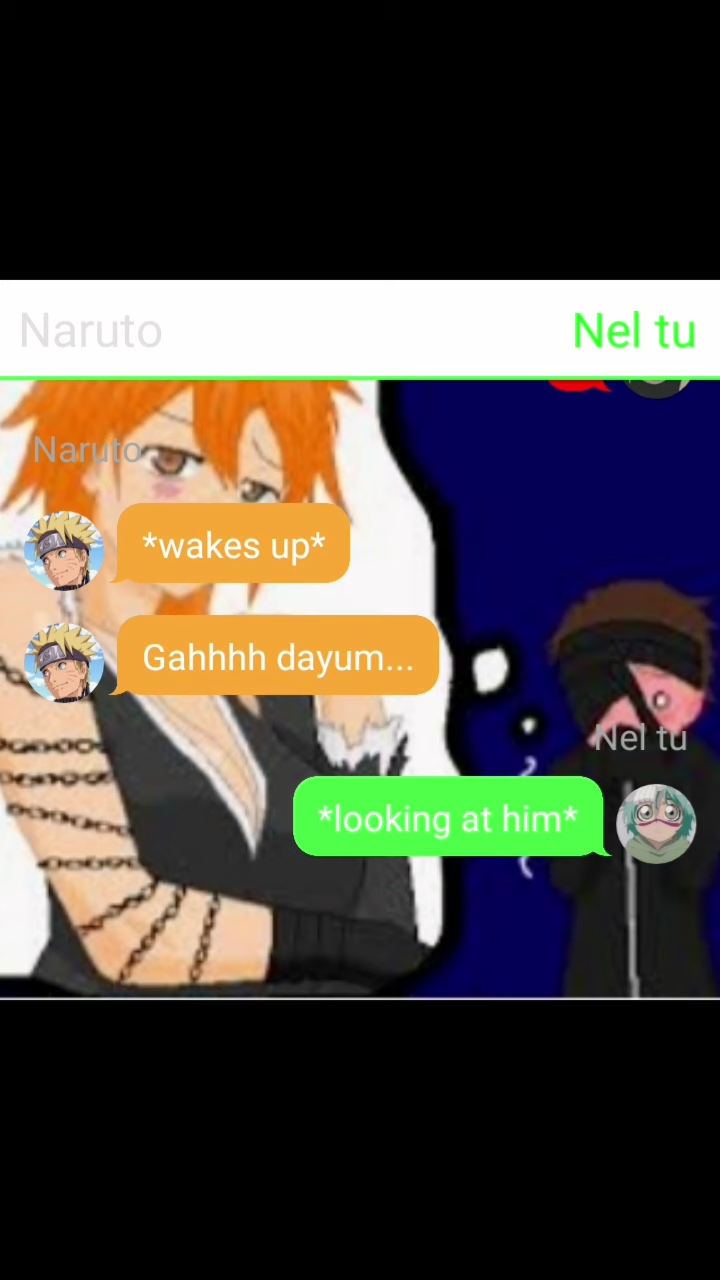 Naruto Nel tu
Naruto
*wakes up*
Gahhhh dayum...
Nel tu
*looking at him*